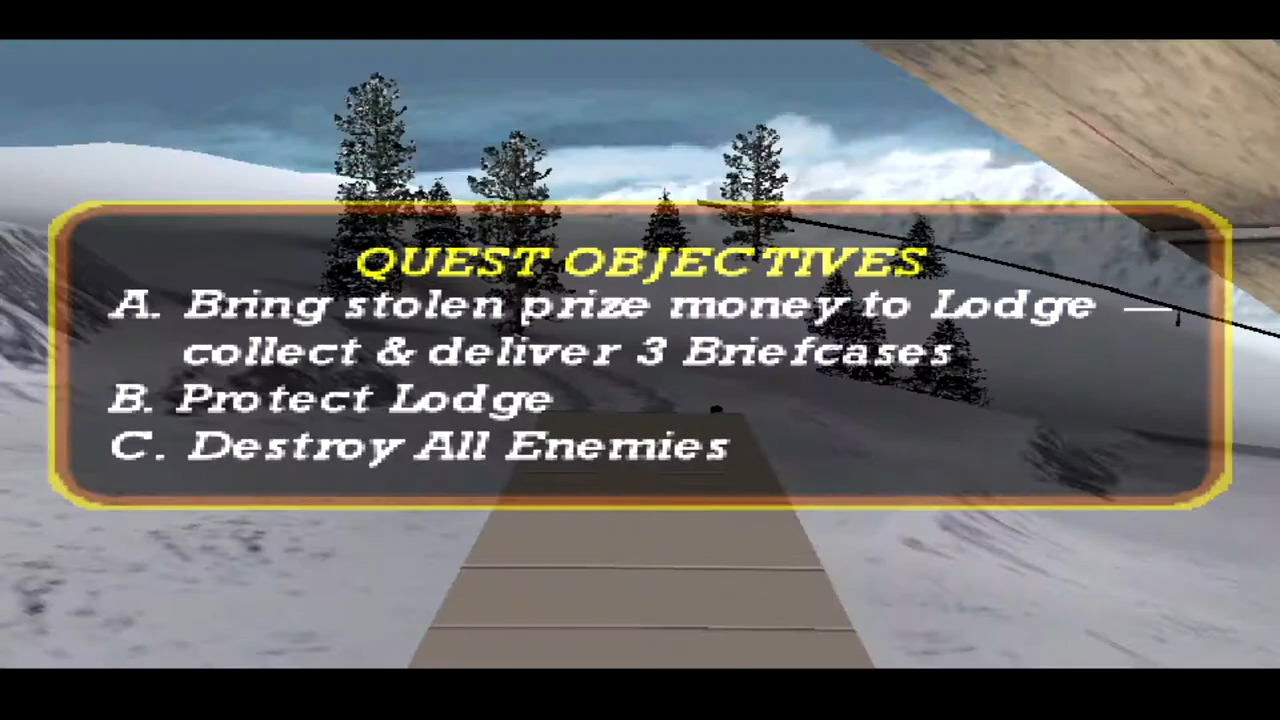 QUEST OBJECTIVES
A. Bring stolen prize money to Lodge —
collect & deliver 3 Briefcases
B. Protect Lodge
C. Destroy All Enemies